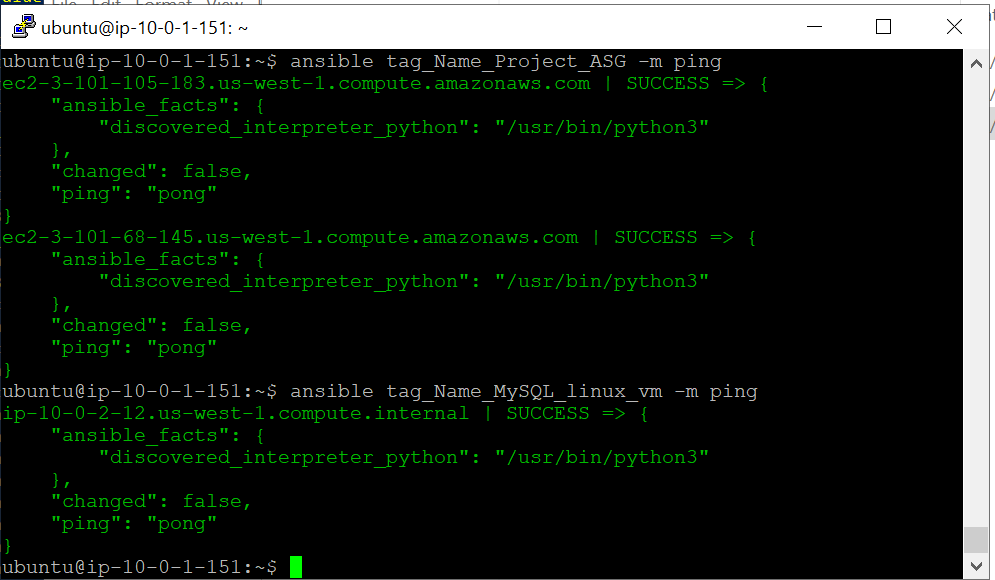 File Edit Format View
ubuntu@ip-10-0-1-151: ~
ubuntu@ip-10-0-1-151:~$ ansible tag_Name_Project_ASG -m ping
ec2-3-101-105-183.us-west-1.compute.amazonaws.com | SUCCESS => {
    "ansible_facts": {
        "discovered_interpreter_python": "/usr/bin/python3"
    },
    "changed": false,
    "ping": "pong"
}
ec2-3-101-68-145.us-west-1.compute.amazonaws.com | SUCCESS => {
    "ansible_facts": {
        "discovered_interpreter_python": "/usr/bin/python3"
    },
    "changed": false,
    "ping": "pong"
}
ubuntu@ip-10-0-1-151:~$ ansible tag_Name_MySQL_linux_vm -m ping
ip-10-0-2-12.us-west-1.compute.internal | SUCCESS => {
    "ansible_facts": {
        "discovered_interpreter_python": "/usr/bin/python3"
    },
    "changed": false,
    "ping": "pong"
}
ubuntu@ip-10-0-1-151:~$